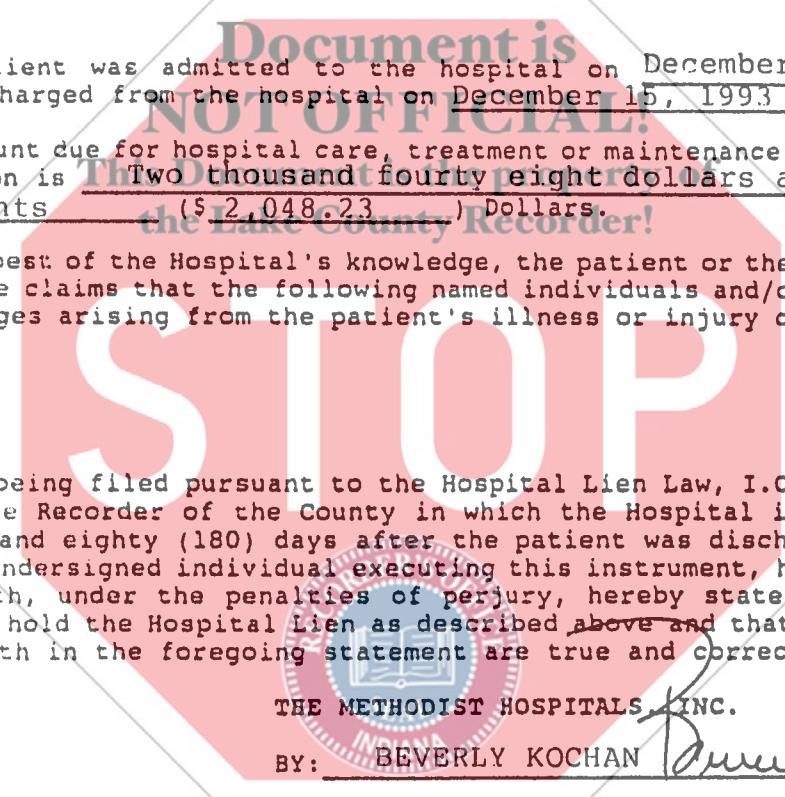 Document is
ient was admitted to the hospital on December
charged from the hospital on December 15, 1993
NOT OFFICIAL!
unt due for hospital care, treatment or maintenance
This Document is the property of
on is Two thousand fourty eight dollars a
nts ($ 2,048.23 ) Dollars.
the Lake County Recorder!
best of the Hospital's knowledge, the patient or the
e claims that the following named individuals and/o
ges arising from the patient's illness or injury o
STOP
being filed pursuant to the Hospital Lien Law, I.C
e Recorder of the County in which the Hospital i
and eighty (180) days after the patient was disch
ndersigned individual executing this instrument, h
th, under the penalties of perjury, hereby state
hold the Hospital Lien as described above and that
th in the foregoing statement are true and correc
THE METHODIST HOSPITALS, INC.
BY: BEVERLY KOCHAN
INDIANA